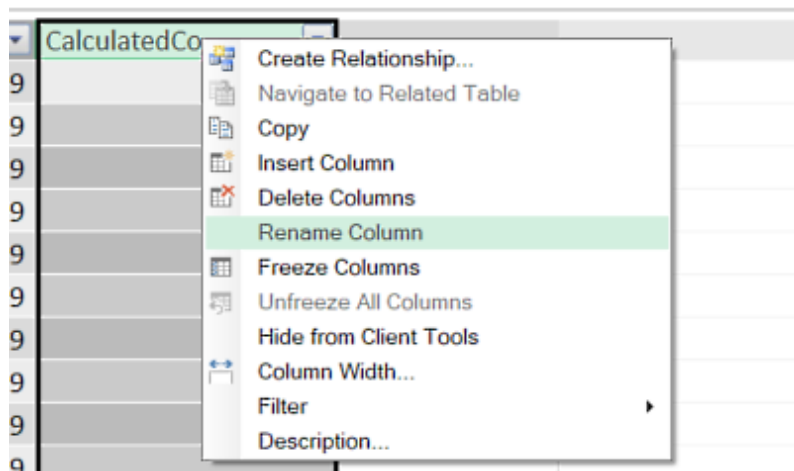 CalculatedCo
Create Relationship...
9
Navigate to Related Table
9
Copy
9
Insert Column
Delete Columns
9
Rename Column
9
Freeze Columns
9
Unfreeze All Columns
9
Hide from Client Tools
9
Column Width...
Filter
9
Description...
9